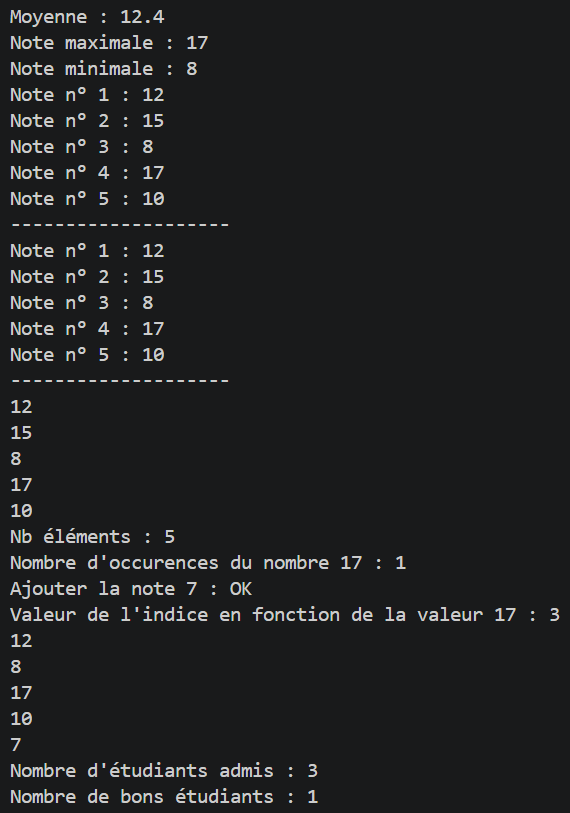 Moyenne : 12.4
Note maximale : 17
Note minimale : 8
Note n° 1 : 12
Note n° 2 : 15
Note n° 3 : 8
Note n° 4 : 17
Note n° 5 : 10
--------------------
Note n° 1 : 12
Note n° 2 : 15
Note n° 3 : 8
Note n° 4 : 17
Note n° 5 : 10
--------------------
12
15
8
17
10
Nb éléments : 5
Nombre d'occurences du nombre 17 : 1
Ajouter la note 7 : OK
Valeur de l'indice en fonction de la valeur 17 : 3
12
8
17
10
7
Nombre d'étudiants admis : 3
Nombre de bons étudiants : 1